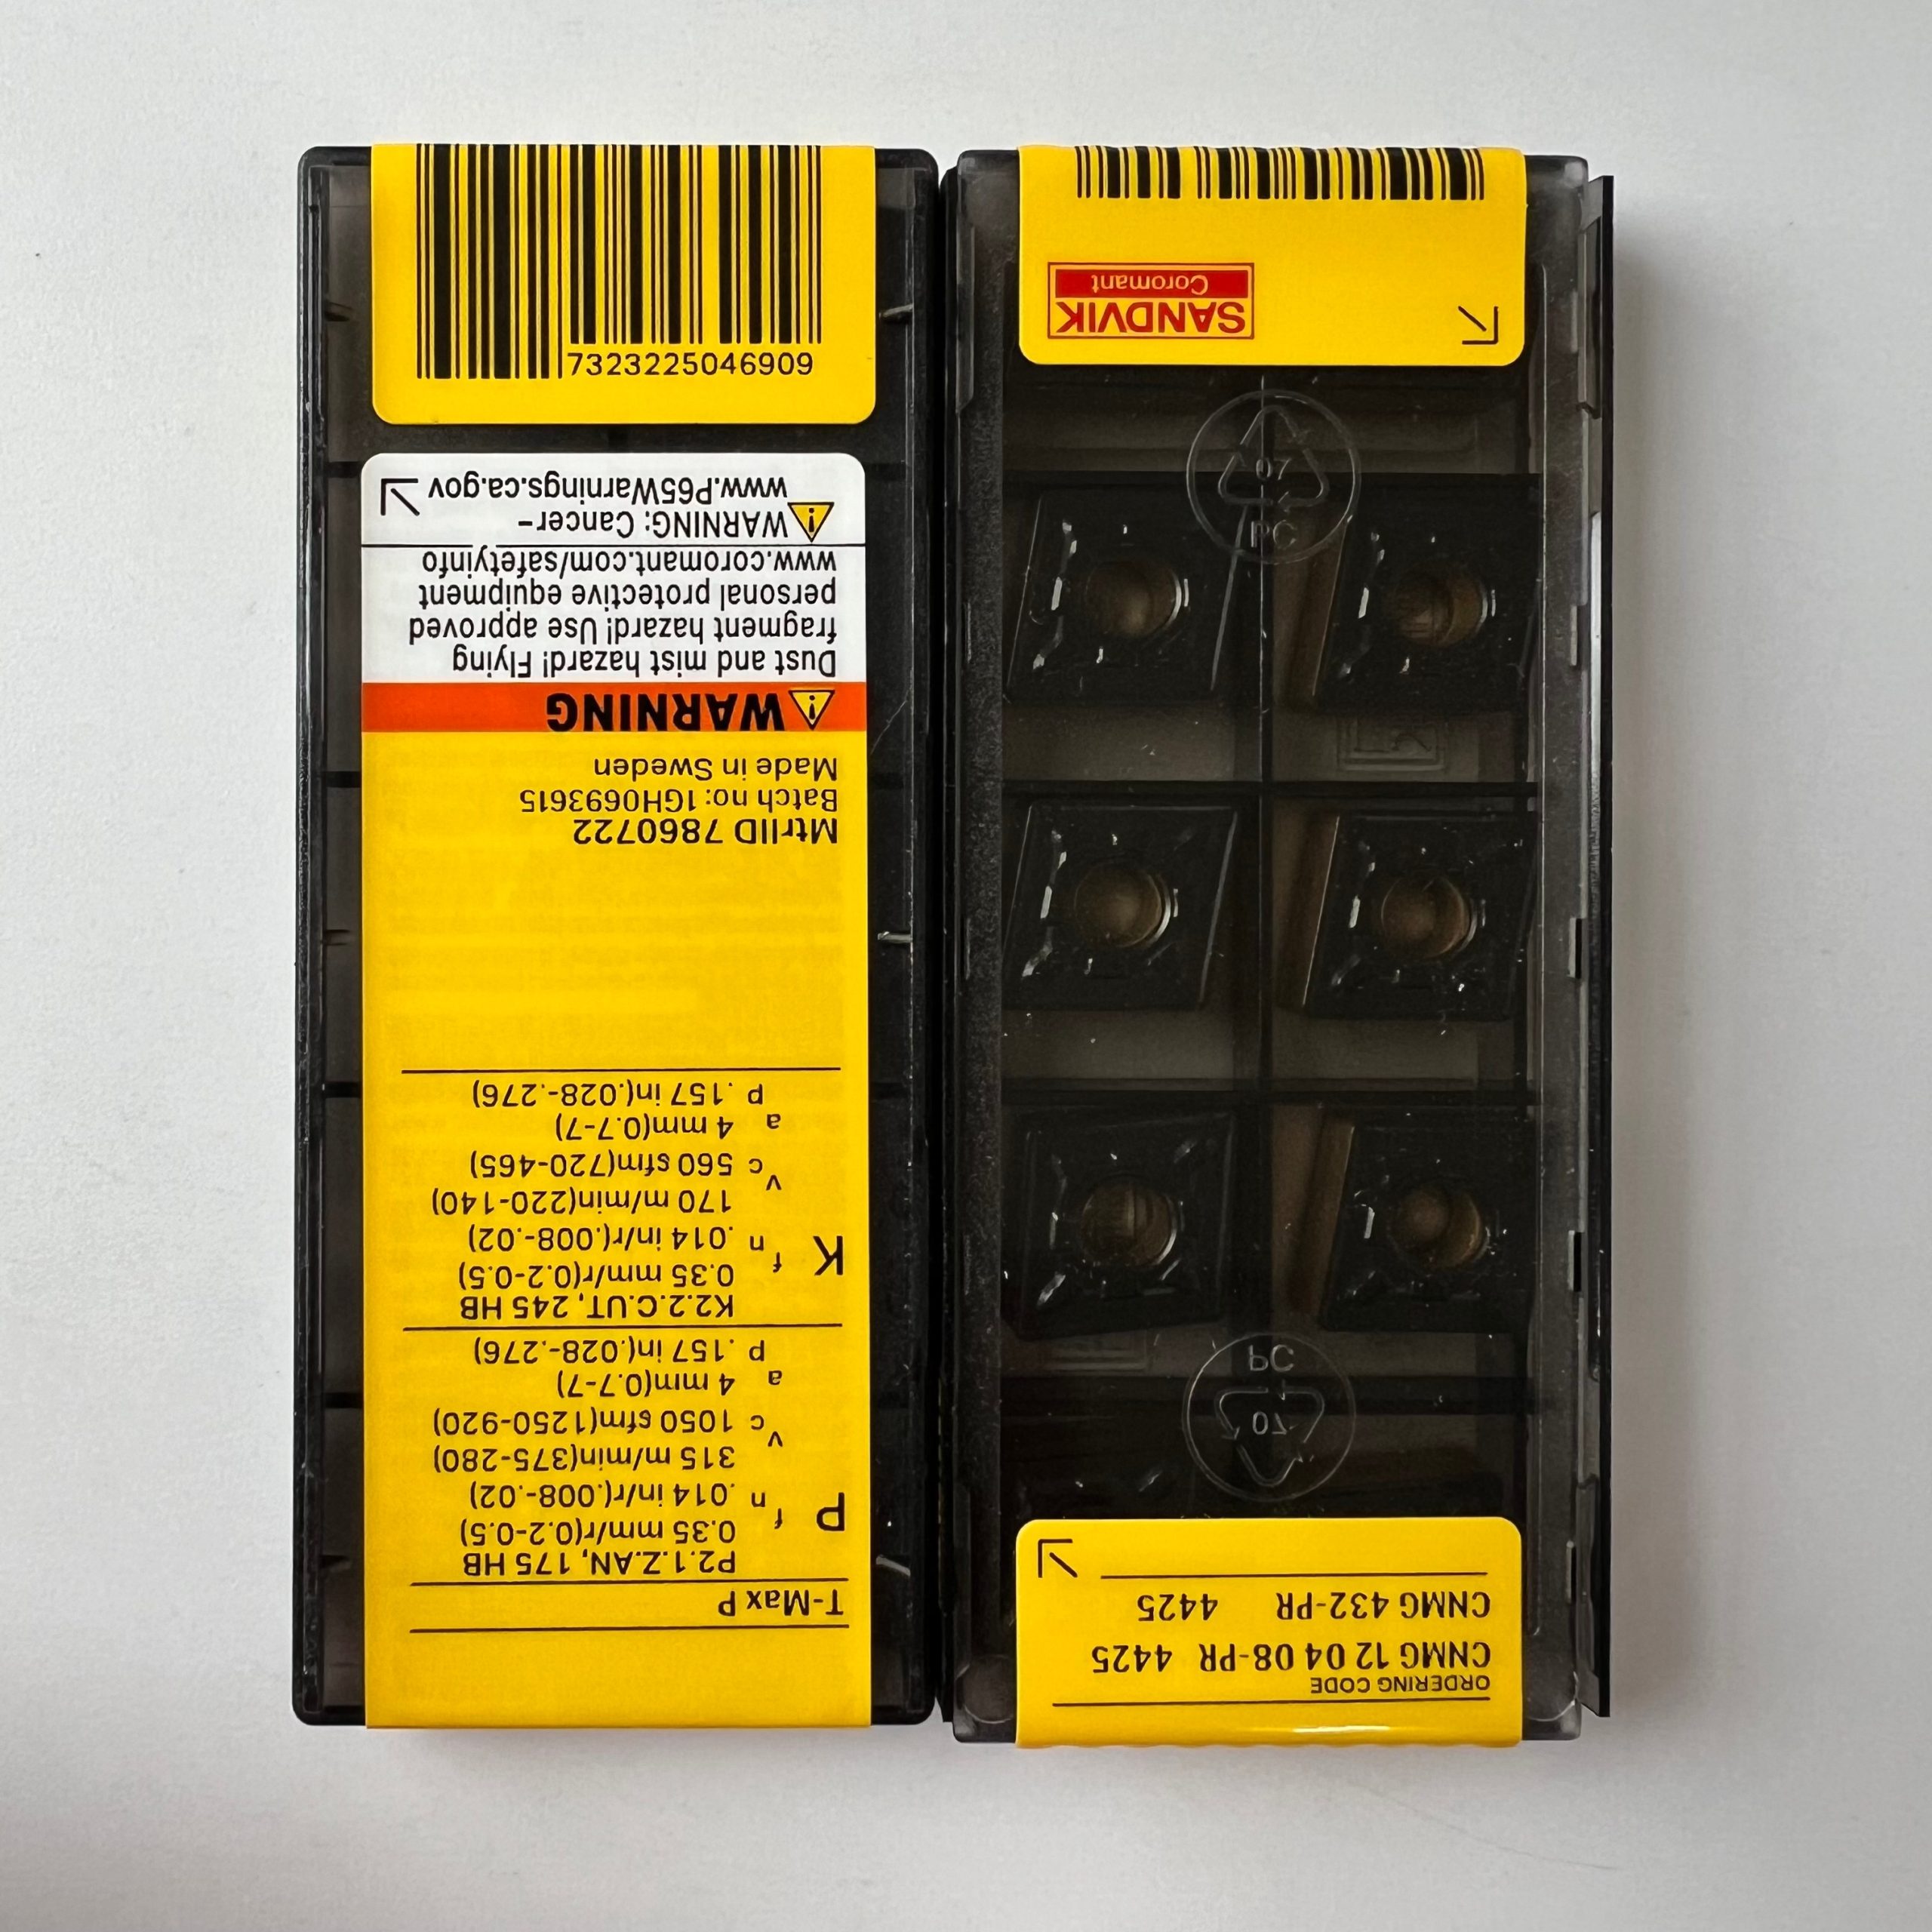 7323225046909
T-Max P
P2.1.Z.AN, 175 HB
P
f n 0.35 mm/r(0.2-0.5)
.014 in/r(.008-.02)
v c 315 m/min(375-280)
1050 sfm(1250-920)
a p 4 mm(0.7-7)
.157 in(.028-.276)
K2.2.C.UT, 245 HB
K
f n 0.35 mm/r(0.2-0.5)
.014 in/r(.008-.02)
v c 170 m/min(220-140)
560 sfm(720-465)
a p 4 mm(0.7-7)
.157 in(.028-.276)
MtrlID 7860722
Batch no: 1GH0693615
Made in Sweden
WARNING
Dust and mist hazard! Flying
fragment hazard! Use approved
personal protective equipment
www.coromant.com/safetyinfo
WARNING: Cancer-
www.P65Warnings.ca.gov
ORDERING CODE
CNMG 12 04 08-PR 4425
CNMG 432-PR 4425
07
PC
07
PC
SANDVIK
Coromant